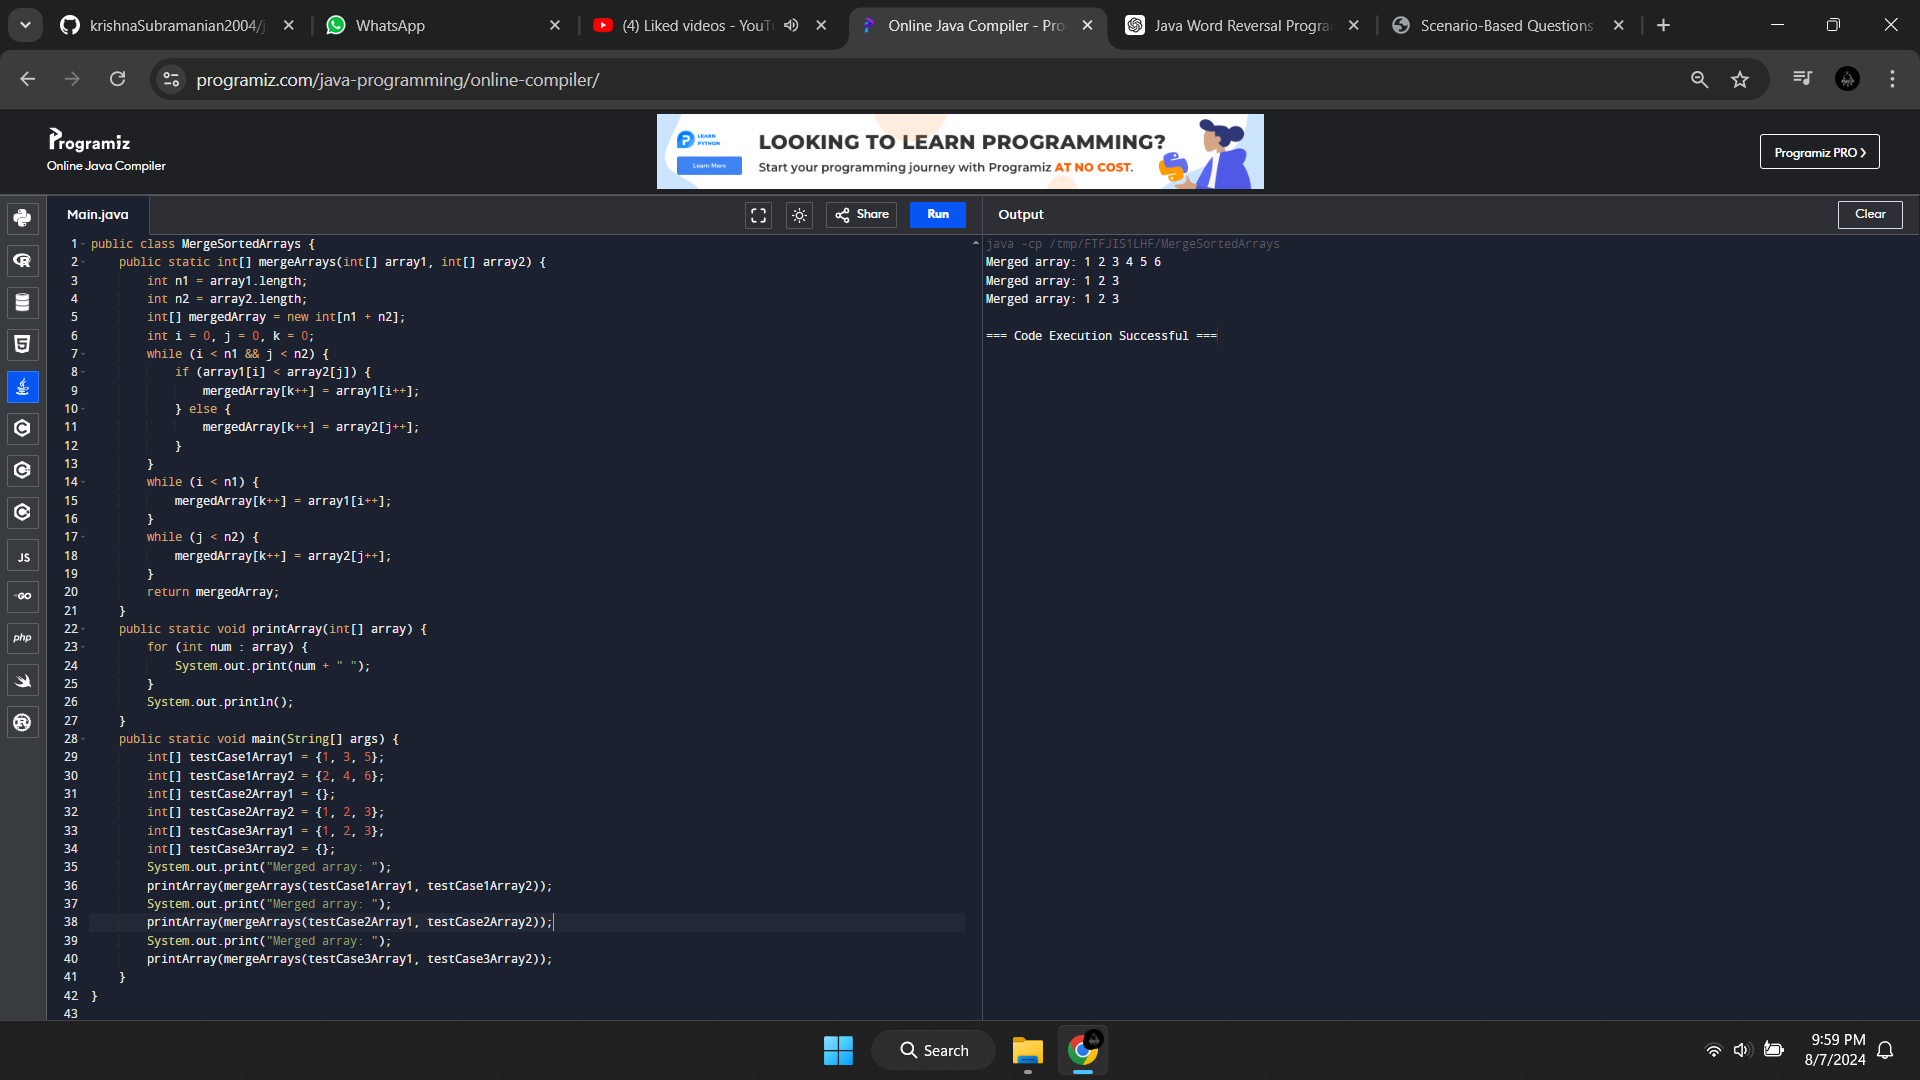 krishnaSubramanian2004/j
WhatsApp
(4) Liked videos - YouTu
Online Java Compiler - Pro
Java Word Reversal Progra
Scenario-Based Questions
programiz.com/java-programming/online-compiler/
Programiz
Online Java Compiler
LEARN PYTHON
Learn More
LOOKING TO LEARN PROGRAMMING?
Start your programming journey with Programiz AT NO COST.
Programiz PRO
Main.java
Share
Run
Output
Clear
1 public class MergeSortedArrays {
2     public static int[] mergeArrays(int[] array1, int[] array2) {
3         int n1 = array1.length;
4         int n2 = array2.length;
5         int[] mergedArray = new int[n1 + n2];
6         int i = 0, j = 0, k = 0;
7         while (i < n1 && j < n2) {
8             if (array1[i] < array2[j]) {
9                 mergedArray[k++] = array1[i++];
10             } else {
11                 mergedArray[k++] = array2[j++];
12             }
13         }
14         while (i < n1) {
15             mergedArray[k++] = array1[i++];
16         }
17         while (j < n2) {
18             mergedArray[k++] = array2[j++];
19         }
20         return mergedArray;
21     }
22     public static void printArray(int[] array) {
23         for (int num : array) {
24             System.out.print(num + " ");
25         }
26         System.out.println();
27     }
28     public static void main(String[] args) {
29         int[] testCase1Array1 = {1, 3, 5};
30         int[] testCase1Array2 = {2, 4, 6};
31         int[] testCase2Array1 = {};
32         int[] testCase2Array2 = {1, 2, 3};
33         int[] testCase3Array1 = {1, 2, 3};
34         int[] testCase3Array2 = {};
35         System.out.print("Merged array: ");
36         printArray(mergeArrays(testCase1Array1, testCase1Array2));
37         System.out.print("Merged array: ");
38         printArray(mergeArrays(testCase2Array1, testCase2Array2));
39         System.out.print("Merged array: ");
40         printArray(mergeArrays(testCase3Array1, testCase3Array2));
41     }
42 }
43
java -cp /tmp/FTFJIS1LHF/MergeSortedArrays
Merged array: 1 2 3 4 5 6
Merged array: 1 2 3
Merged array: 1 2 3
=== Code Execution Successful ===
R
5
JS
GO
php
Search
9:59 PM
8/7/2024